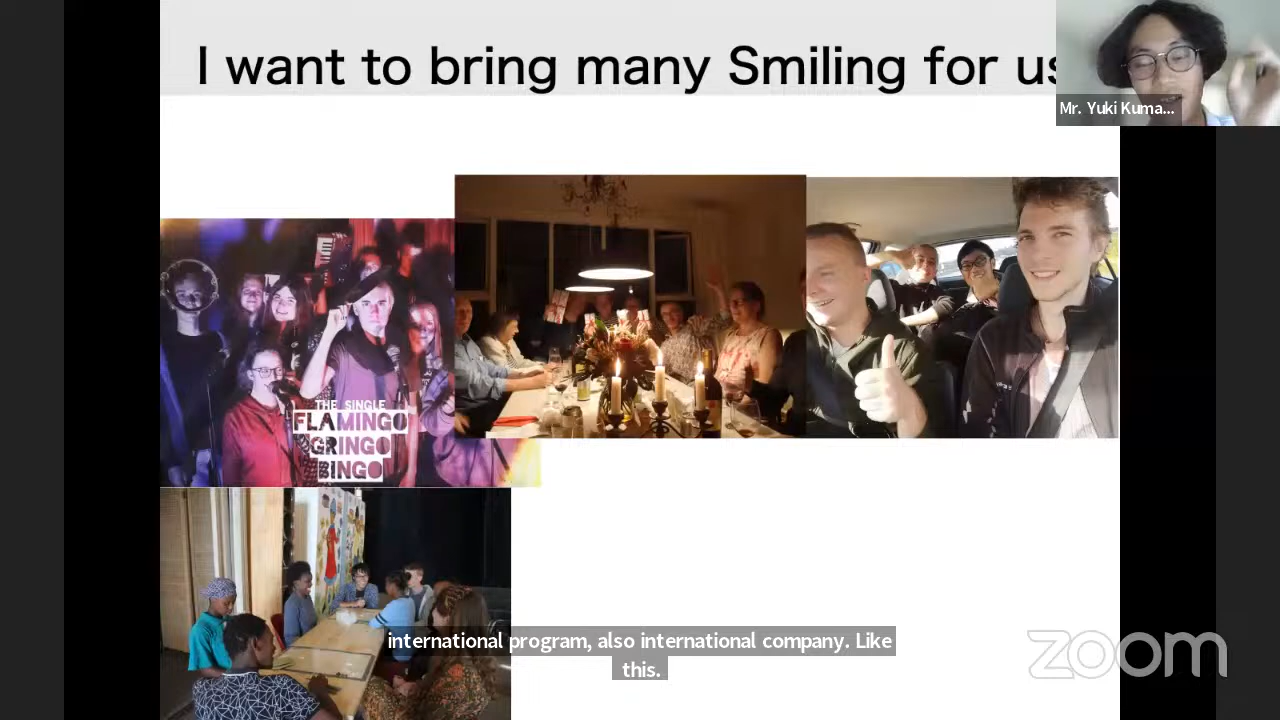 I want to bring many Smiling for us
Mr. Yuki Kuma...
THE SINGLE
FLAMINGO
GRINGO
BINGO
international program, also international company. Like
this.
zoom